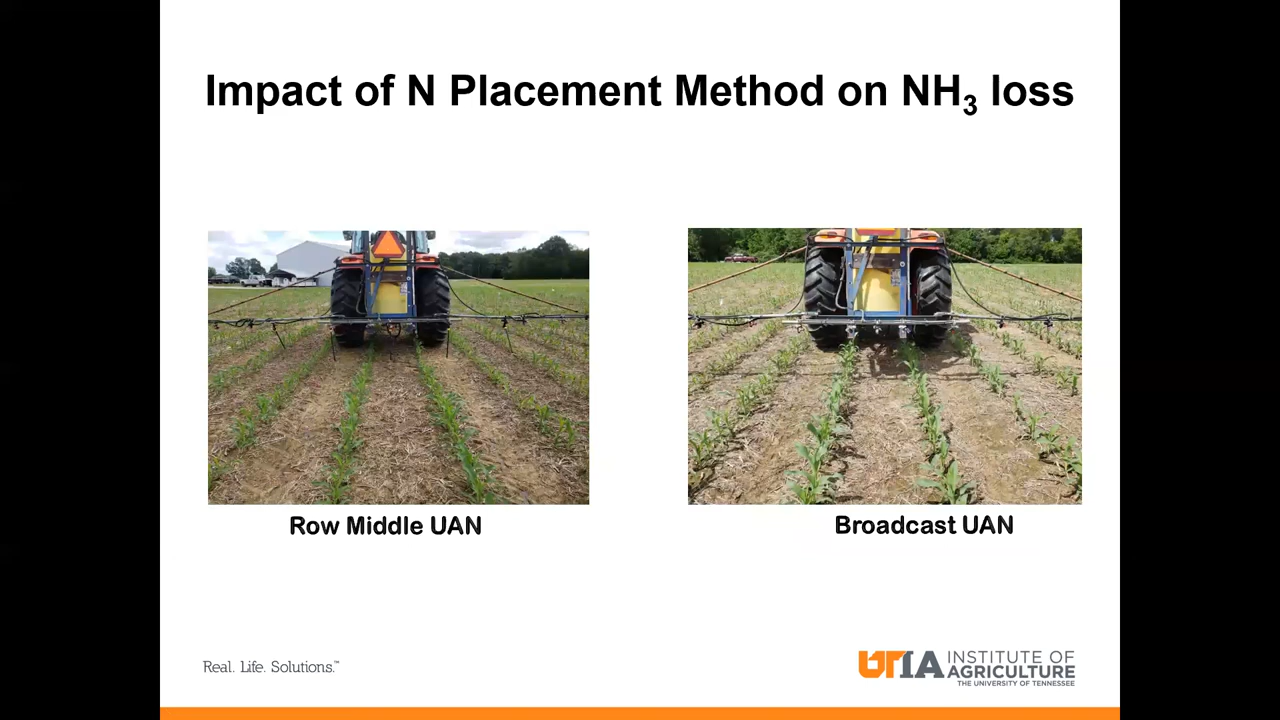 Impact of N Placement Method on NH₃ loss
Row Middle UAN
Broadcast UAN
Real. Life. Solutions.™
UTIA INSTITUTE OF
AGRICULTURE
THE UNIVERSITY OF TENNESSEE